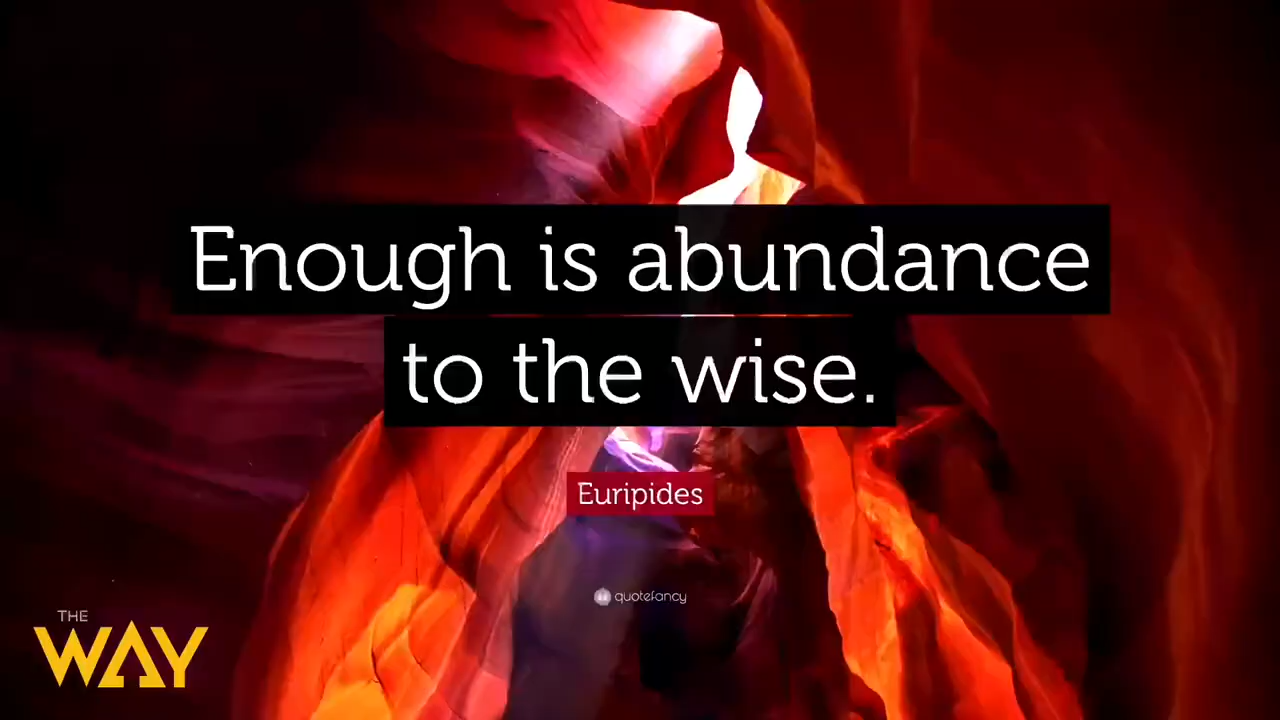 Enough is abundance
to the wise.
Euripides
quotefancy
THE
WAY